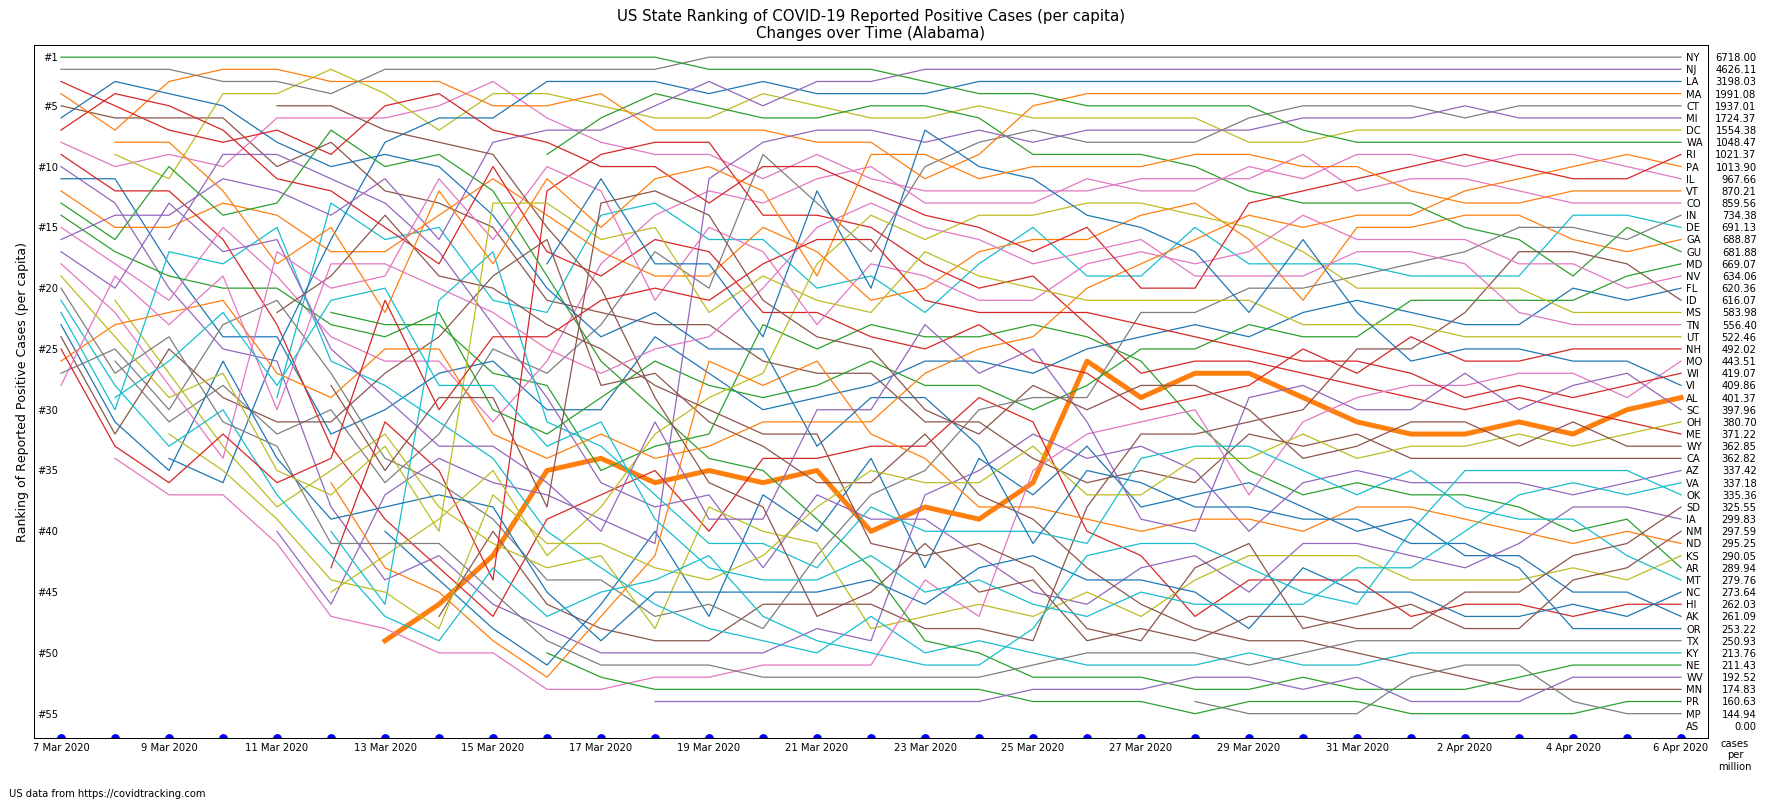 US State Ranking of COVID-19 Reported Positive Cases (per capita)
Changes over Time (Alabama)
Ranking of Reported Positive Cases (per capita)
#1
#5
#10
#15
#20
#25
#30
#35
#40
#45
#50
#55
NY 6718.00
NJ 4626.11
LA 3198.03
MA 1991.08
CT 1937.01
MI 1724.37
DC 1554.38
WA 1048.47
RI 1021.37
PA 1013.90
IL 967.66
VT 870.21
CO 859.56
IN 734.38
DE 691.13
GA 688.87
GU 681.88
MD 669.07
NV 634.06
FL 620.36
ID 616.07
MS 583.98
TN 556.40
UT 522.46
NH 492.02
MO 443.51
WI 419.07
VI 409.86
AL 401.37
SC 397.96
OH 380.70
ME 371.22
WY 362.85
CA 362.82
AZ 337.42
VA 337.18
OK 335.36
SD 325.55
IA 299.83
NM 297.59
ND 295.25
KS 290.05
AR 289.94
MT 279.76
NC 273.64
HI 262.03
AK 261.09
OR 253.22
TX 250.93
KY 213.76
NE 211.43
WV 192.52
MN 174.83
PR 160.63
MP 144.94
AS 0.00
7 Mar 2020 9 Mar 2020 11 Mar 2020 13 Mar 2020 15 Mar 2020 17 Mar 2020 19 Mar 2020 21 Mar 2020 23 Mar 2020 25 Mar 2020 27 Mar 2020 29 Mar 2020 31 Mar 2020 2 Apr 2020 4 Apr 2020 6 Apr 2020
cases
per
million
US data from https://covidtracking.com